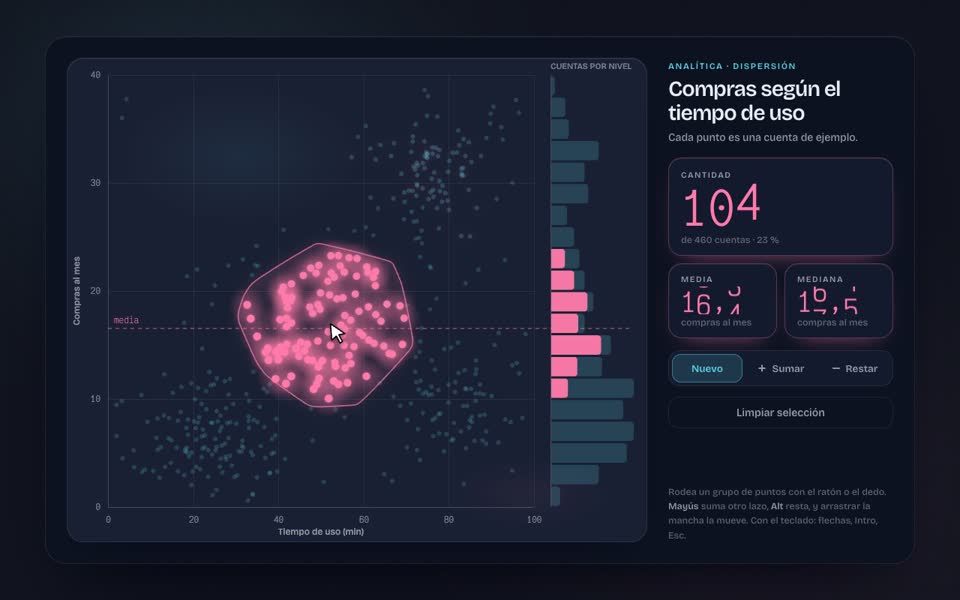 CUENTAS POR NIVEL
40
30
20
10
0
media
Compras al mes
0 20 40 60 80 100
Tiempo de uso (min)
ANALÍTICA · DISPERSIÓN
Compras según el
tiempo de uso
Cada punto es una cuenta de ejemplo.
CANTIDAD
104
de 460 cuentas · 23 %
MEDIA
compras al mes
MEDIANA
compras al mes
Nuevo + Sumar − Restar
Limpiar selección
Rodea un grupo de puntos con el ratón o el dedo.
Mayús suma otro lazo, Alt resta, y arrastrar la
mancha la mueve. Con el teclado: flechas, Intro,
Esc.